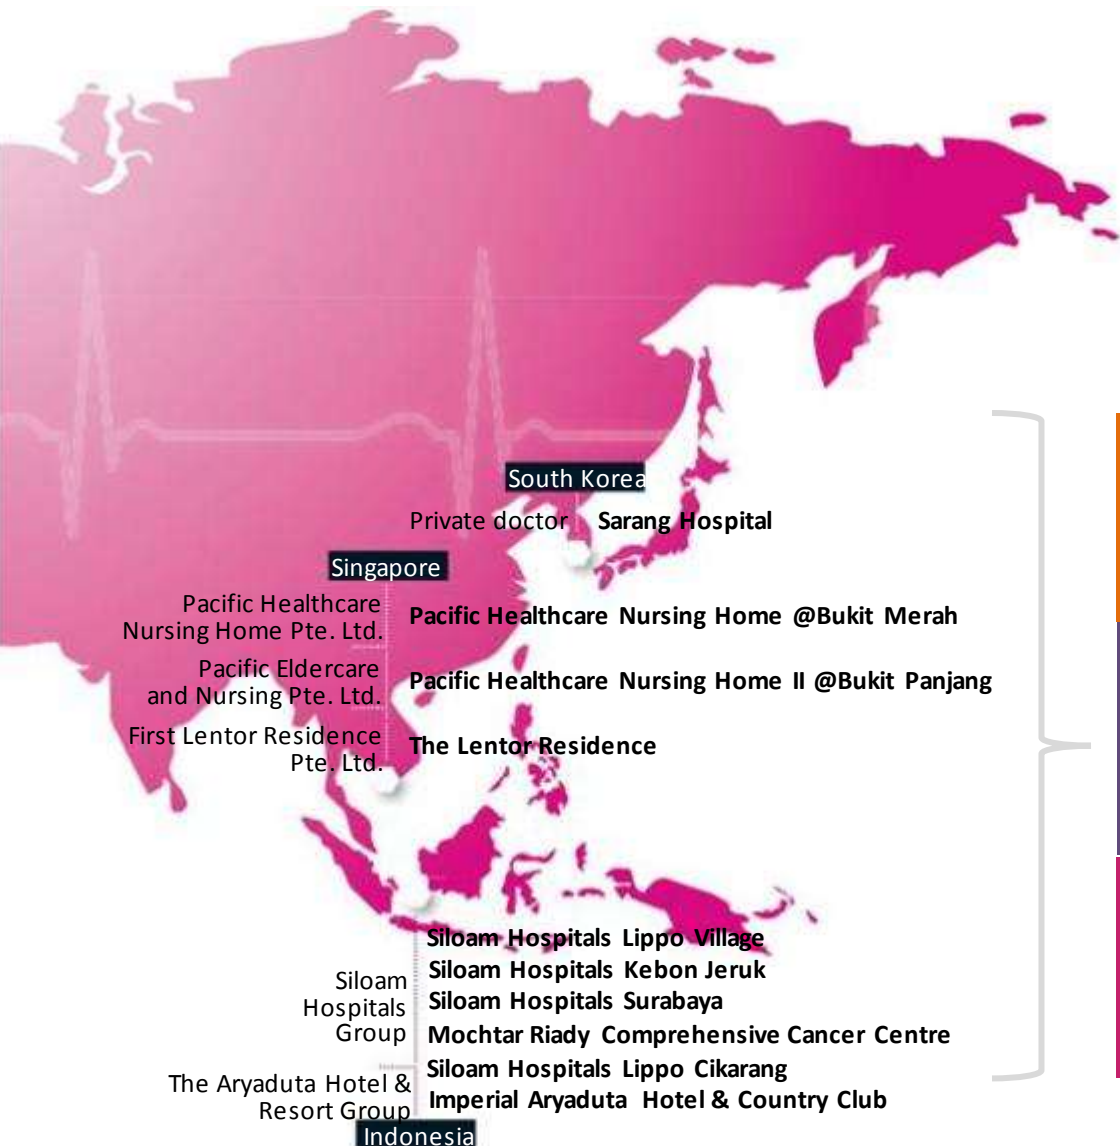 South Korea
Private doctor Sarang Hospital
Singapore
Pacific Healthcare
Nursing Home Pte. Ltd.
Pacific Healthcare Nursing Home @Bukit Merah
Pacific Eldercare
and Nursing Pte. Ltd.
Pacific Healthcare Nursing Home II @Bukit Panjang
First Lentor Residence
Pte. Ltd.
The Lentor Residence
Siloam
Hospitals
Group
Siloam Hospitals Lippo Village
Siloam Hospitals Kebon Jeruk
Siloam Hospitals Surabaya
Mochtar Riady Comprehensive Cancer Centre
Siloam Hospitals Lippo Cikarang
The Aryaduta Hotel &
Resort Group
Imperial Aryaduta Hotel & Country Club
Indonesia